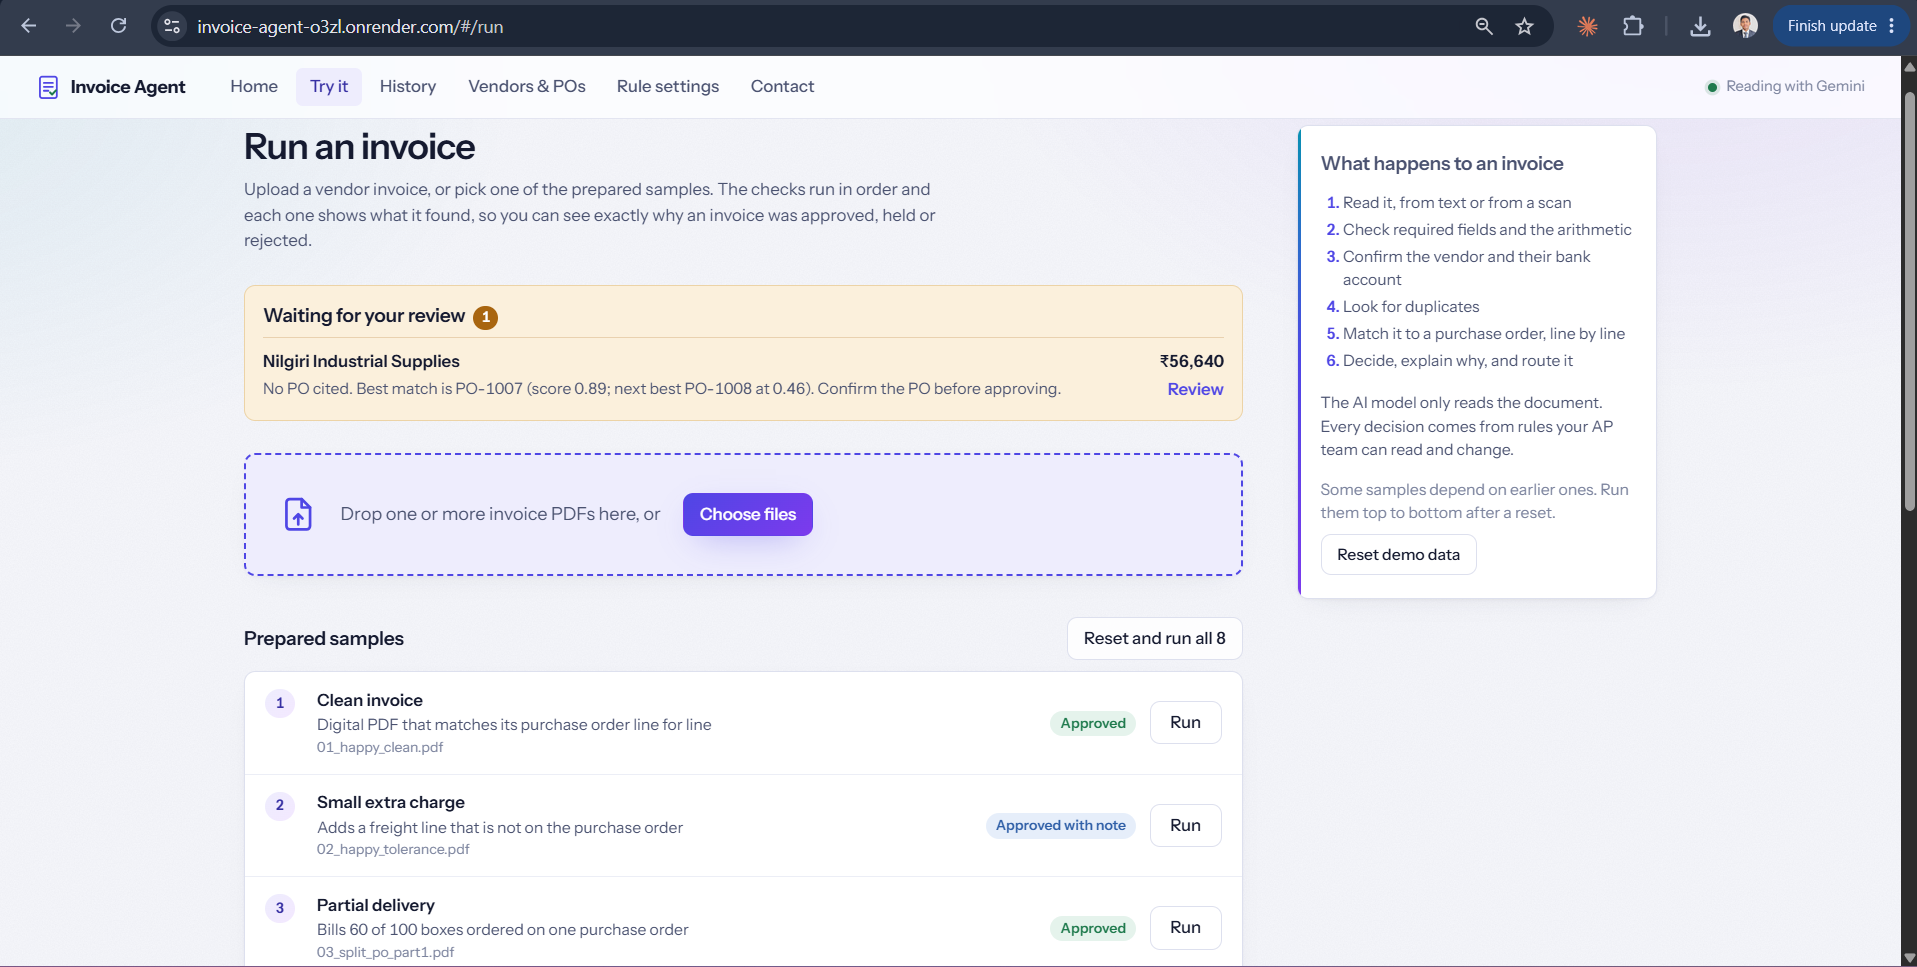 invoice-agent-o3zl.onrender.com/#/run
Finish update
Invoice Agent
Home
Try it
History
Vendors & POs
Rule settings
Contact
Reading with Gemini
Run an invoice
Upload a vendor invoice, or pick one of the prepared samples. The checks run in order and
each one shows what it found, so you can see exactly why an invoice was approved, held or
rejected.
Waiting for your review 1
Nilgiri Industrial Supplies
₹56,640
No PO cited. Best match is PO-1007 (score 0.89; next best PO-1008 at 0.46). Confirm the PO before approving.
Review
Drop one or more invoice PDFs here, or
Choose files
Prepared samples
Reset and run all 8
1
Clean invoice
Digital PDF that matches its purchase order line for line
01_happy_clean.pdf
Approved
Run
2
Small extra charge
Adds a freight line that is not on the purchase order
02_happy_tolerance.pdf
Approved with note
Run
3
Partial delivery
Bills 60 of 100 boxes ordered on one purchase order
03_split_po_part1.pdf
Approved
Run
What happens to an invoice
1. Read it, from text or from a scan
2. Check required fields and the arithmetic
3. Confirm the vendor and their bank
account
4. Look for duplicates
5. Match it to a purchase order, line by line
6. Decide, explain why, and route it
The AI model only reads the document.
Every decision comes from rules your AP
team can read and change.
Some samples depend on earlier ones. Run
them top to bottom after a reset.
Reset demo data